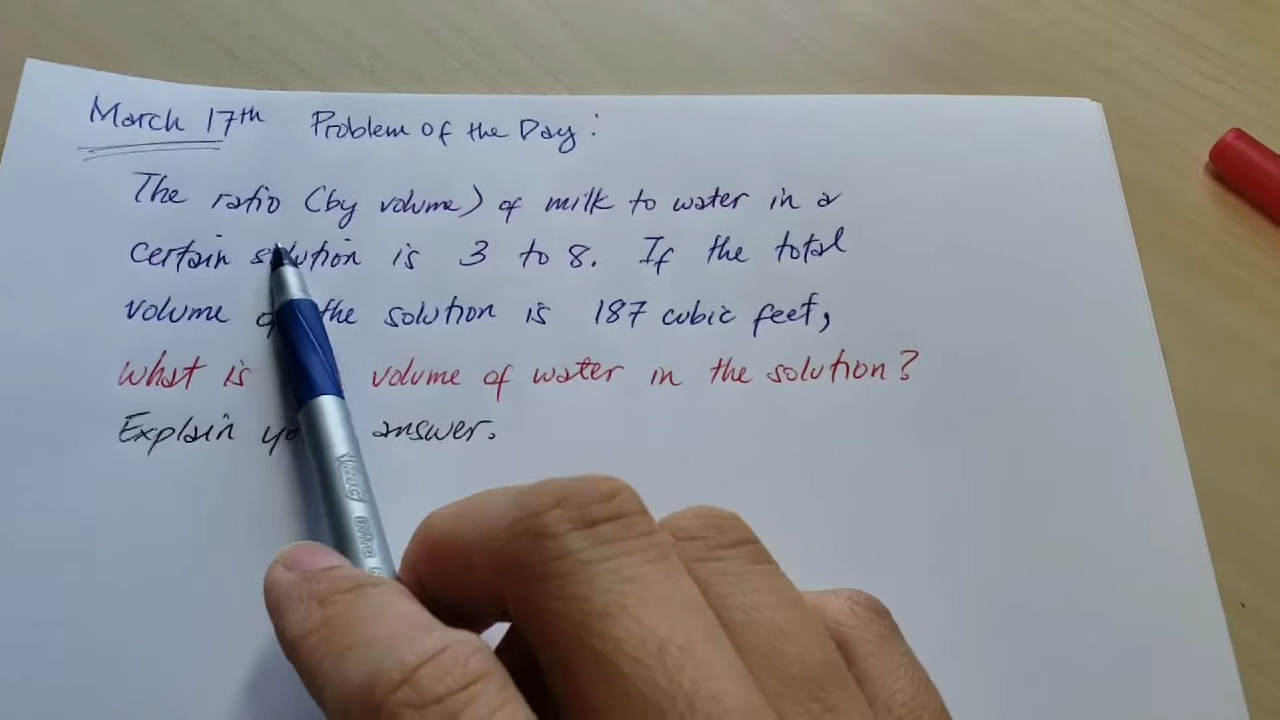 March 17th Problem of the Day:
The ratio (by volume) of milk to water in a
certain solution is 3 to 8. If the total
volume the solution is 187 cubic feet,
What is volume of water in the solution?
Explain answer.